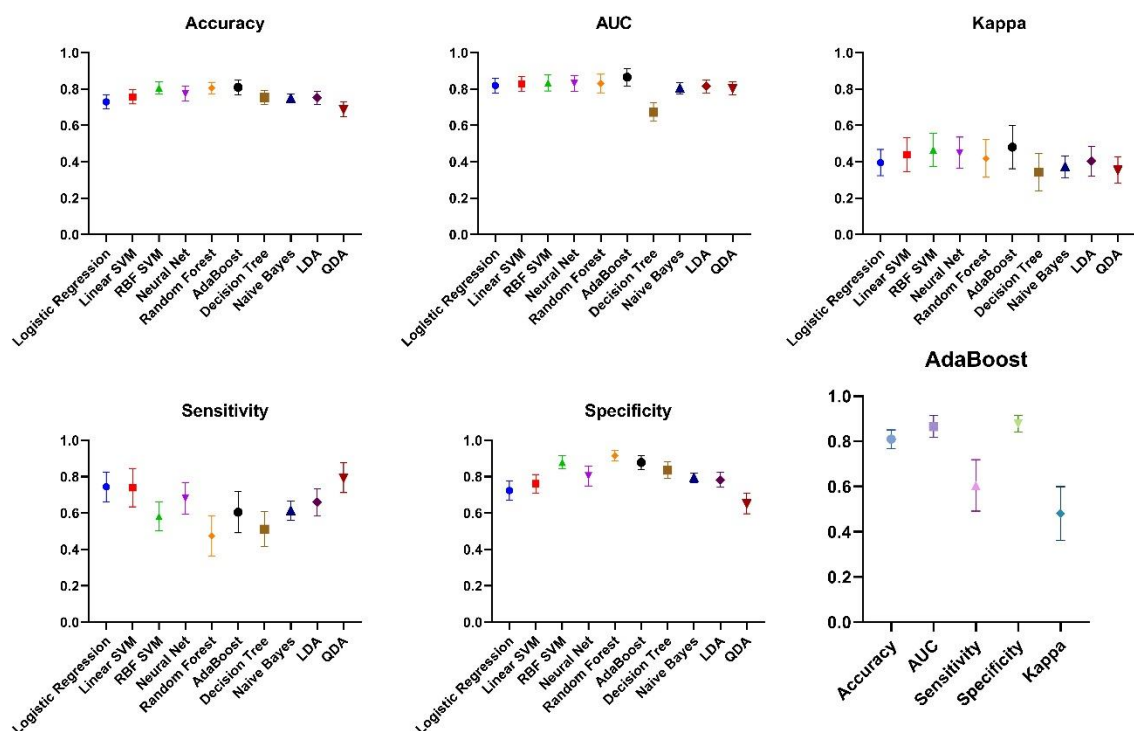 Accuracy
1.0
0.8
0.6
0.4
0.2
0.0
Logistic Regression
Linear SVM
RBF SVM
Neural Net
Random Forest
AdaBoost
Decision Tree
Naive Bayes
LDA
QDA
AUC
1.0
0.8
0.6
0.4
0.2
0.0
Logistic Regression
Linear SVM
RBF SVM
Neural Net
Random Forest
AdaBoost
Decision Tree
Naive Bayes
LDA
QDA
Kappa
1.0
0.8
0.6
0.4
0.2
0.0
Logistic Regression
Linear SVM
RBF SVM
Neural Net
Random Forest
AdaBoost
Decision Tree
Naive Bayes
LDA
QDA
Sensitivity
1.0
0.8
0.6
0.4
0.2
0.0
Logistic Regression
Linear SVM
RBF SVM
Neural Net
Random Forest
AdaBoost
Decision Tree
Naive Bayes
LDA
QDA
Specificity
1.0
0.8
0.6
0.4
0.2
0.0
Logistic Regression
Linear SVM
RBF SVM
Neural Net
Random Forest
AdaBoost
Decision Tree
Naive Bayes
LDA
QDA
AdaBoost
1.0
0.8
0.6
0.4
0.2
0.0
Accuracy
AUC
Sensitivity
Specificity
Kappa